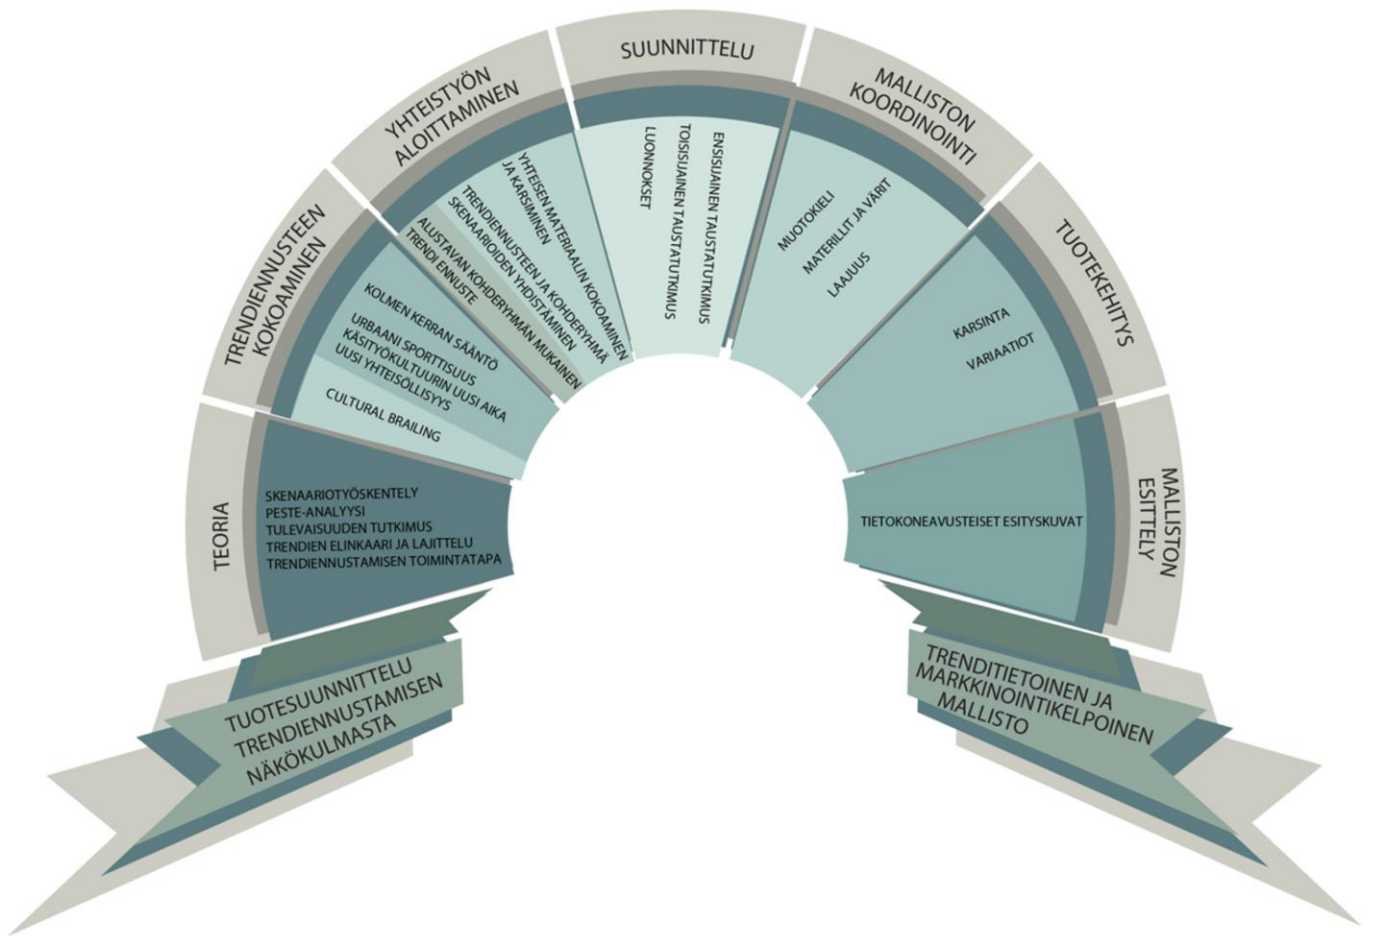 TEORIA
SKENAARIOTYÖSKENTELY
PESTE-ANALYYSI
TULEVAISUUDEN TUTKIMUS
TRENDIEN ELINKAARI JA LAJITTELU
TRENDIENNUSTAMISEN TOIMINTATAPA
TRENDIENNUSTEEN
KOKOAMINEN
KOLMEN KERRAN SÄÄNTÖ
URBAANI SPORTTISUUS
KÄSITYÖKULTTUURIN UUSI AIKA
UUSI YHTEISÖLLISYYS
CULTURAL BRAILING
YHTEISTYÖN
ALOITTAMINEN
YHTEISEN MATERIAALIN KOKOAMINEN
JA KARSIMINEN
TRENDIENNUSTEEN JA KOHDERYHMÄ
SKENAARIOIDEN YHDISTÄMINEN
ALUSTAVAN KOHDERYHMÄN MUKAINEN
TRENDI ENNUSTE
SUUNNITTELU
ENSISIJAINEN TAUSTATUTKIMUS
TOISISIJAINEN TAUSTATUTKIMUS
LUONNOKSET
MALLISTON
KOORDINOINTI
MUOTOKIELI
MATERILLIT JA VÄRIT
LAAJUUS
TUOTEKEHITYS
KARSINTA
VARIAATIOT
MALLISTON
ESITTELY
TIETOKONEAVUSTEISET ESITYSKUVAT
TUOTESUUNNITTELU
TRENDIENNUSTAMISEN
NÄKÖKULMASTA
TRENDITIETOINEN JA
MARKKINOINTIKELPOINEN
MALLISTO